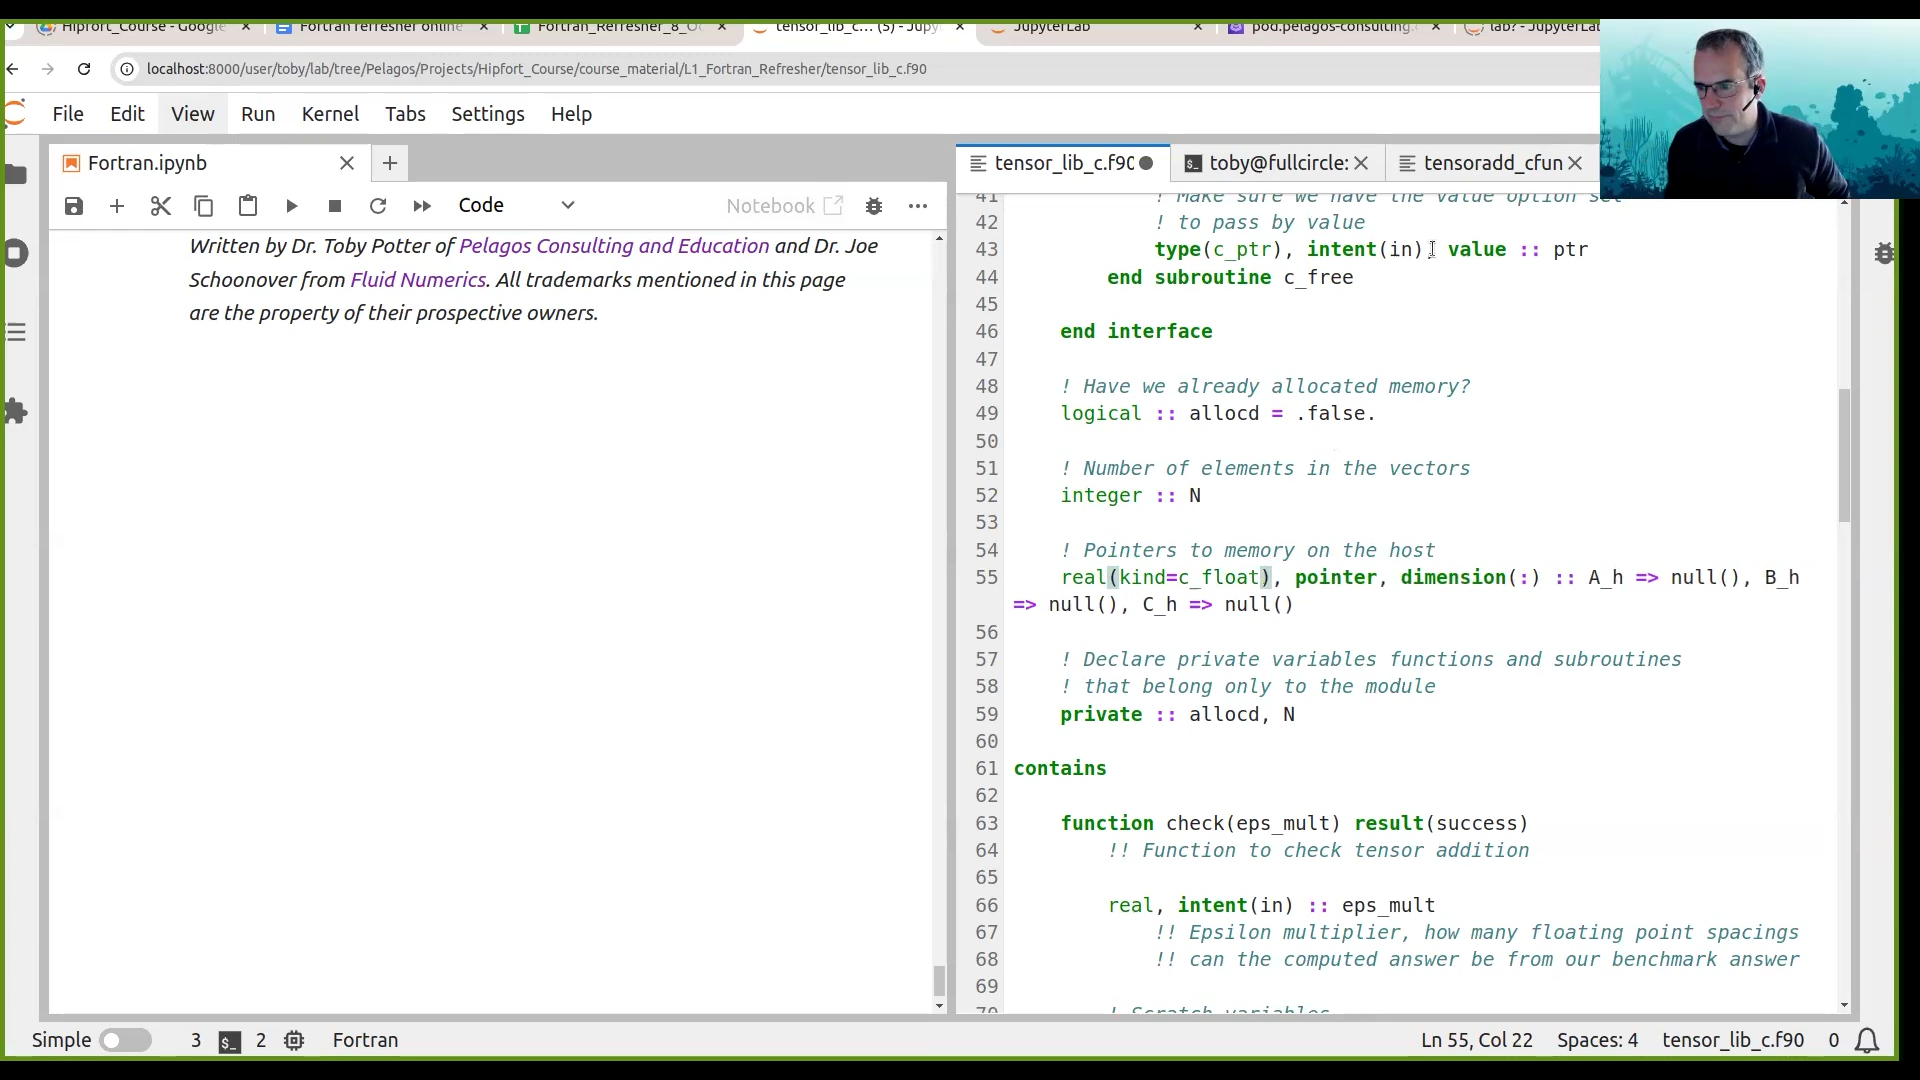 Hipfort_Course - Google
Fortran refresher online
Fortran_Refresher_8_O
tensor_lib_c... (5) - Jupy
JupyterLab
pod.pelagos-consulting.
lab? - JupyterLab
localhost:8000/user/toby/lab/tree/Pelagos/Projects/Hipfort_Course/course_material/L1_Fortran_Refresher/tensor_lib_c.f90
File Edit View Run Kernel Tabs Settings Help
Fortran.ipynb
Code
Notebook
Written by Dr. Toby Potter of Pelagos Consulting and Education and Dr. Joe
Schoonover from Fluid Numerics. All trademarks mentioned in this page
are the property of their prospective owners.
tensor_lib_c.f90
toby@fullcircle:
tensoradd_cfun
41 ! Make sure we have the value option set
42 ! to pass by value
43 type(c_ptr), intent(in), value :: ptr
44 end subroutine c_free
45
46 end interface
47
48 ! Have we already allocated memory?
49 logical :: allocd = .false.
50
51 ! Number of elements in the vectors
52 integer :: N
53
54 ! Pointers to memory on the host
55 real(kind=c_float), pointer, dimension(:) :: A_h => null(), B_h
=> null(), C_h => null()
56
57 ! Declare private variables functions and subroutines
58 ! that belong only to the module
59 private :: allocd, N
60
61 contains
62
63 function check(eps_mult) result(success)
64 !! Function to check tensor addition
65
66 real, intent(in) :: eps_mult
67 !! Epsilon multiplier, how many floating point spacings
68 !! can the computed answer be from our benchmark answer
69
70 ! Scratch variables
Simple 3 $_ 2 Fortran
Ln 55, Col 22 Spaces: 4 tensor_lib_c.f90 0